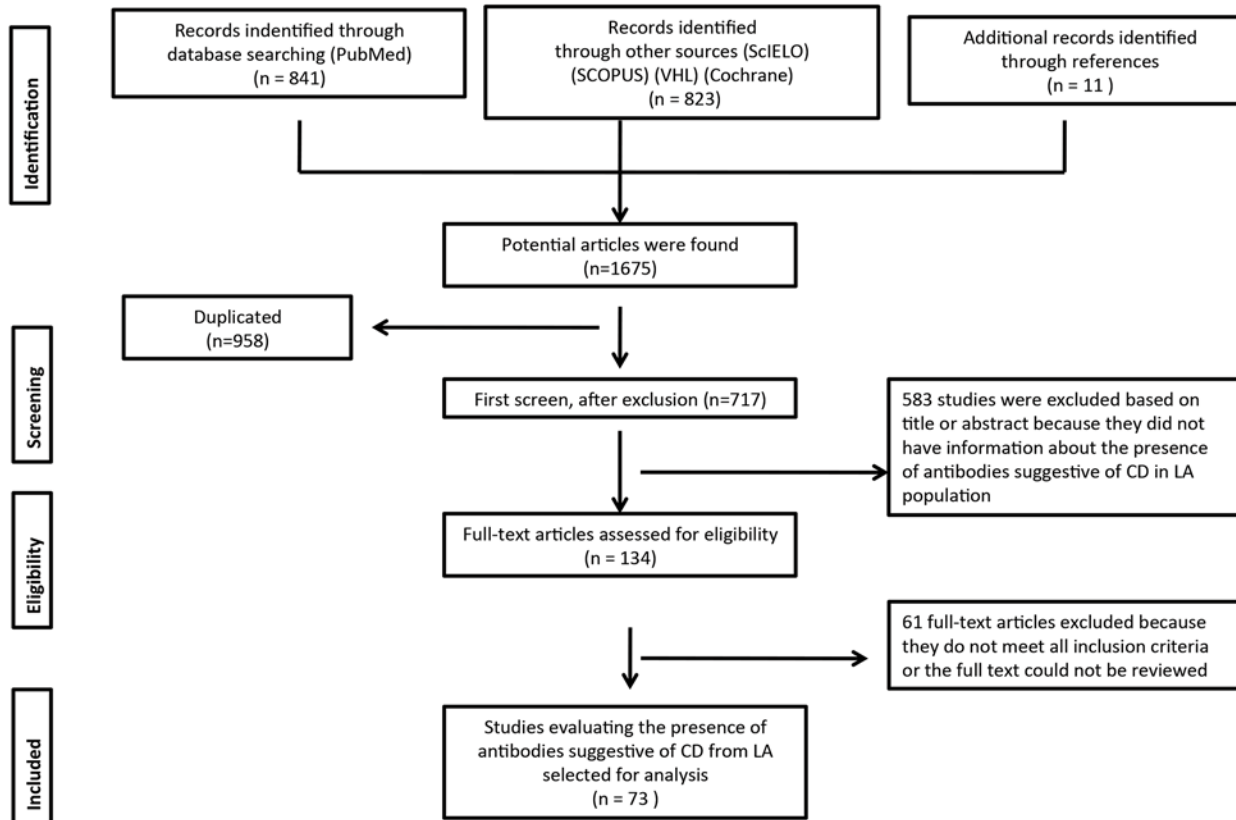 Identification
Records indentified through
database searching (PubMed)
(n = 841)
Records identified
through other sources (ScIELO)
(SCOPUS) (VHL) (Cochrane)
(n = 823)
Additional records identified
through references
(n = 11 )
Potential articles were found
(n=1675)
Duplicated
(n=958)
Screening
First screen, after exclusion (n=717)
583 studies were excluded based on
title or abstract because they did not
have information about the presence
of antibodies suggestive of CD in LA
population
Eligibility
Full-text articles assessed for eligibility
(n = 134)
61 full-text articles excluded because
they do not meet all inclusion criteria
or the full text could not be reviewed
Included
Studies evaluating the presence of
antibodies suggestive of CD from LA
selected for analysis
(n = 73 )